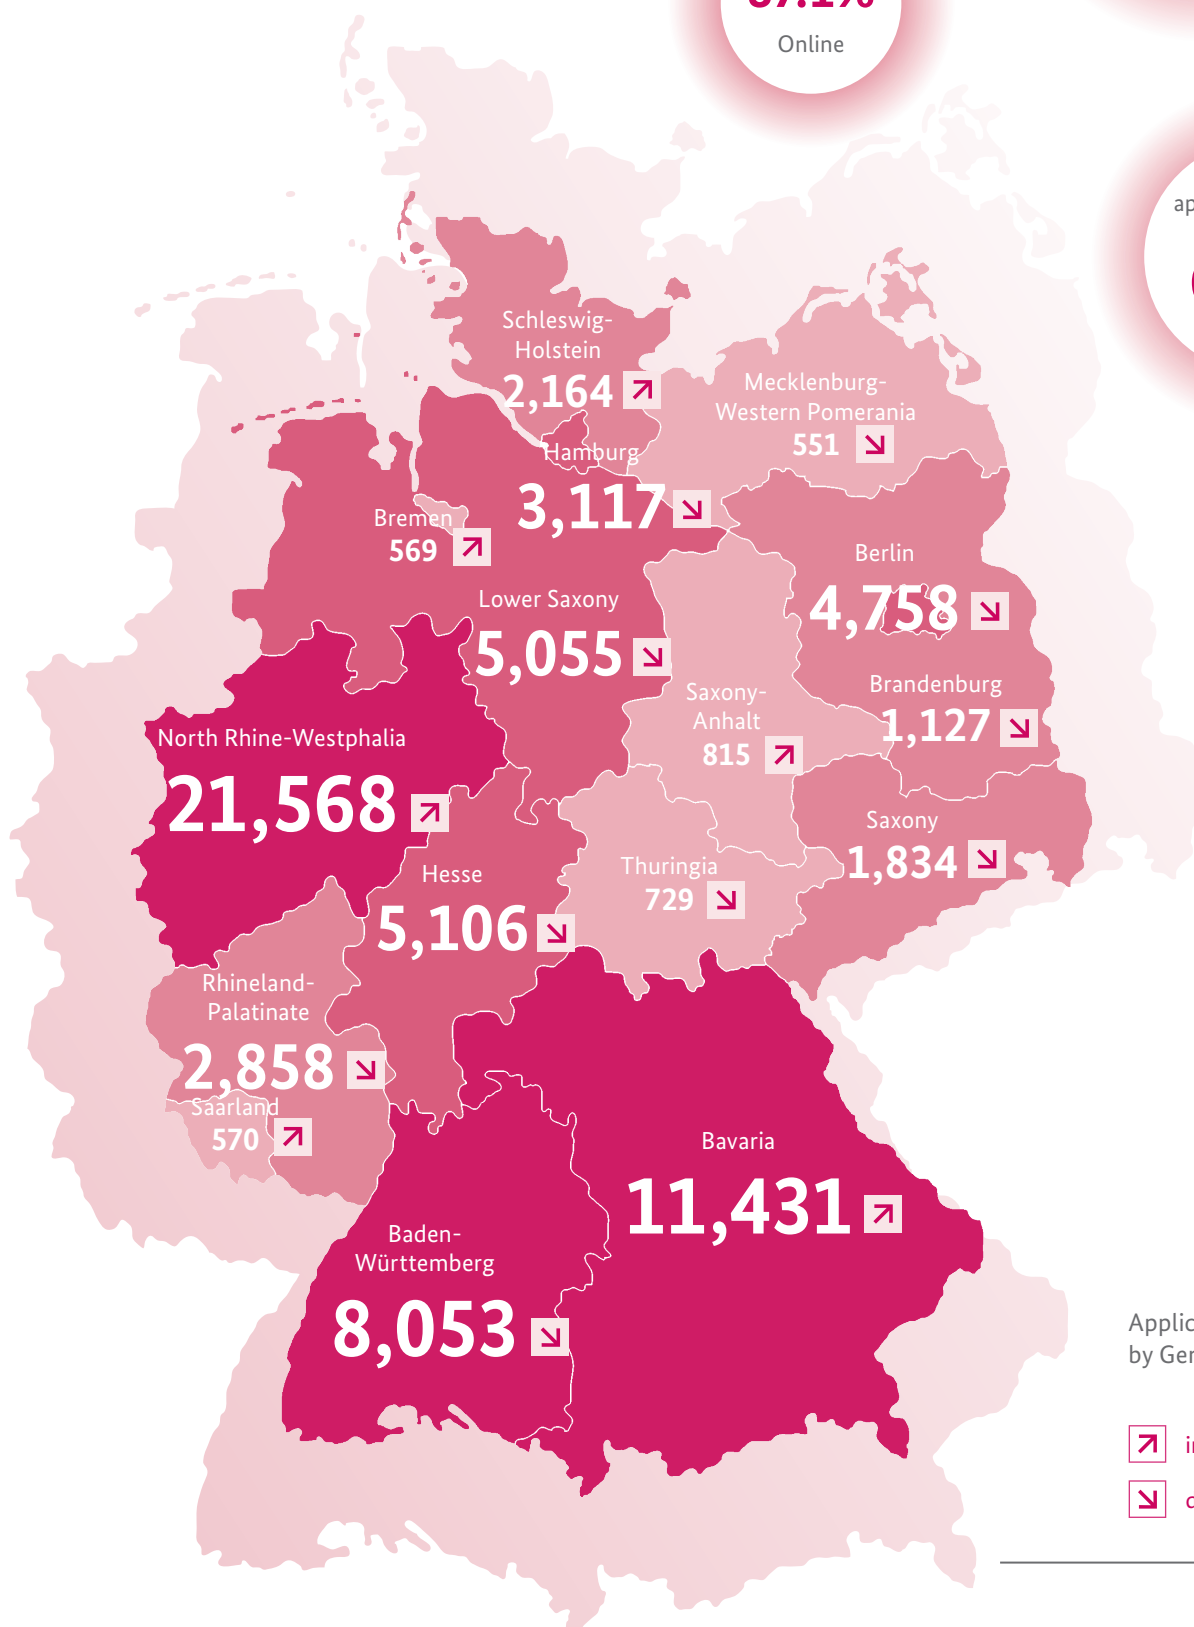 Online
Schleswig-
Holstein
2,164
Mecklenburg-
Western Pomerania
551
Hamburg
3,117
Bremen
569
Berlin
4,758
Lower Saxony
5,055
Brandenburg
1,127
Saxony-
Anhalt
815
North Rhine-Westphalia
21,568
Saxony
1,834
Thuringia
729
Hesse
5,106
Rhineland-
Palatinate
2,858
Saarland
570
Bavaria
11,431
Baden-
Württemberg
8,053
by